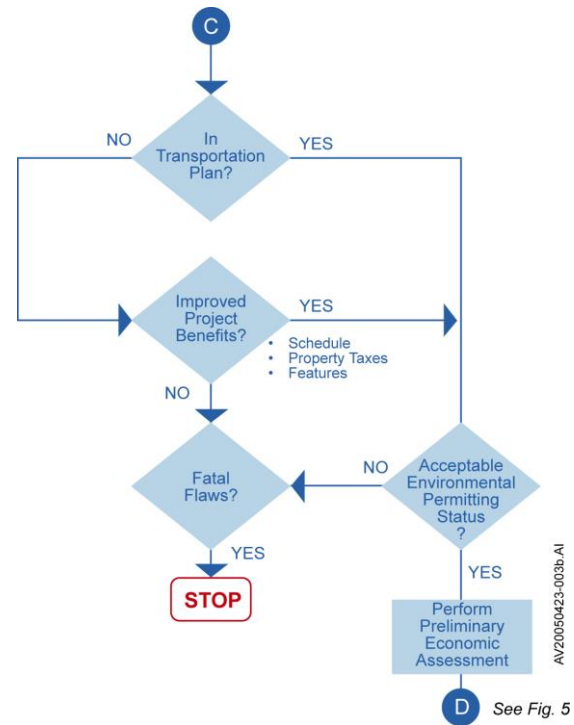 C
In
Transportation
Plan?
NO
YES
Improved
Project
Benefits?
YES
• Schedule
• Property Taxes
• Features
NO
Fatal
Flaws?
NO
Acceptable
Environmental
Permitting
Status
?
YES
STOP
YES
Perform
Preliminary
Economic
Assessment
D
See Fig. 5
AV20050423-003b.AI